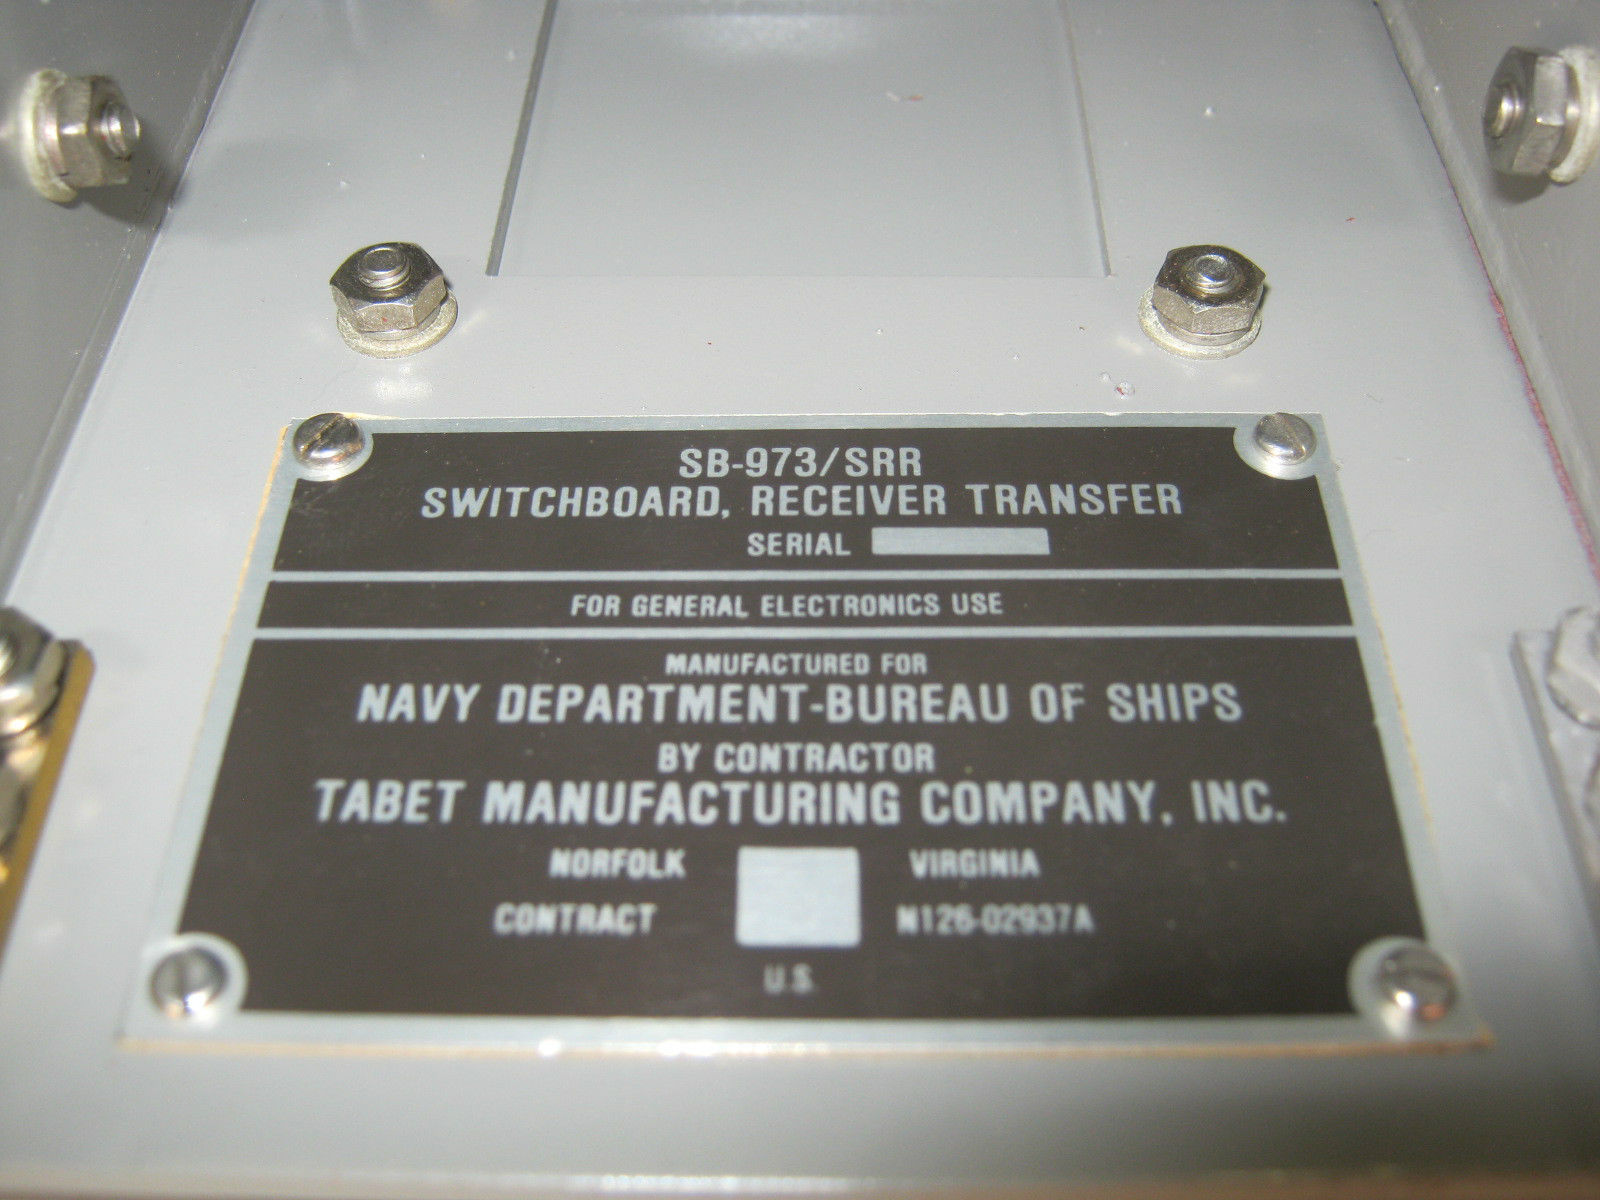 SB-973/SRR
SWITCHBOARD, RECEIVER TRANSFER
SERIAL
FOR GENERAL ELECTRONICS USE
MANUFACTURED FOR
NAVY DEPARTMENT-BUREAU OF SHIPS
BY CONTRACTOR
TABET MANUFACTURING COMPANY, INC.
NORFOLK VIRGINIA
CONTRACT N126-02937A
U.S.